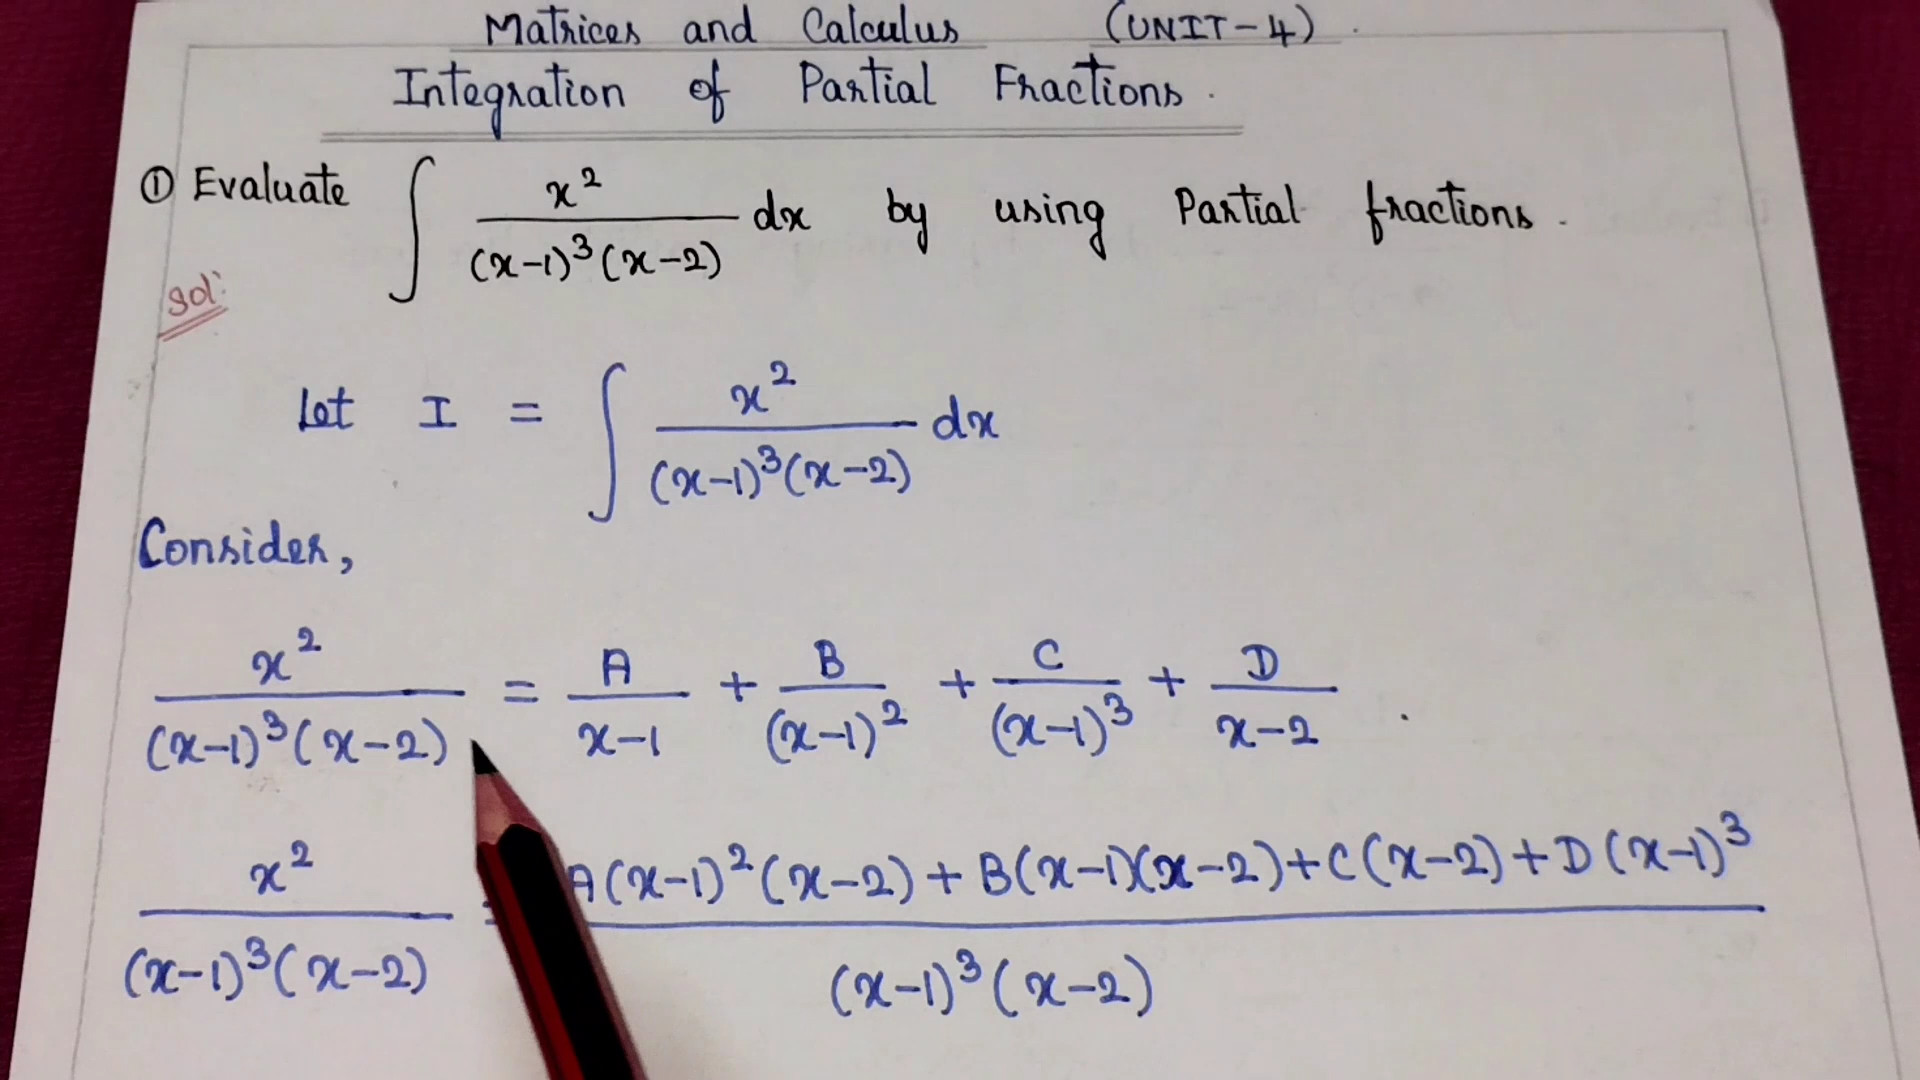 Matrices and Calculus (UNIT-4).
Integration of Partial Fractions.
① Evaluate ∫ x²/((x-1)³(x-2)) dx by using Partial fractions.
Sol:
Let I = ∫ x²/((x-1)³(x-2)) dx
Consider,
x²/((x-1)³(x-2)) = A/(x-1) + B/(x-1)² + C/(x-1)³ + D/(x-2).
x²/((x-1)³(x-2)) = (A(x-1)²(x-2) + B(x-1)(x-2) + C(x-2) + D(x-1)³)/((x-1)³(x-2))